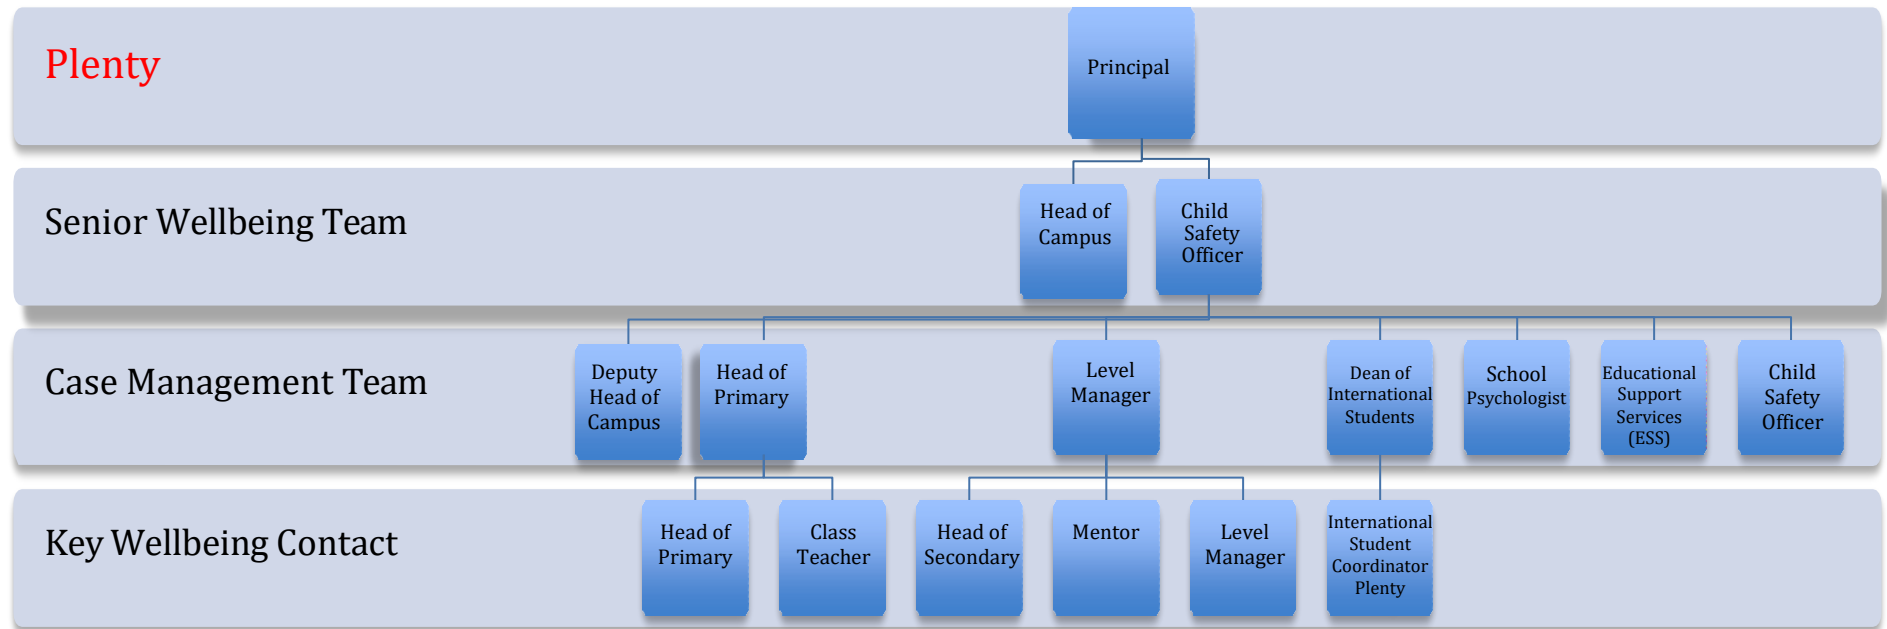 Plenty
Principal
Senior Wellbeing Team
Head of
Campus
Child
Safety
Officer
Case Management Team
Deputy
Head of
Campus
Head of
Primary
Level
Manager
Dean of
International
Students
School
Psychologist
Educational
Support
Services
(ESS)
Child
Safety
Officer
Key Wellbeing Contact
Head of
Primary
Class
Teacher
Head of
Secondary
Mentor
Level
Manager
International
Student
Coordinator
Plenty